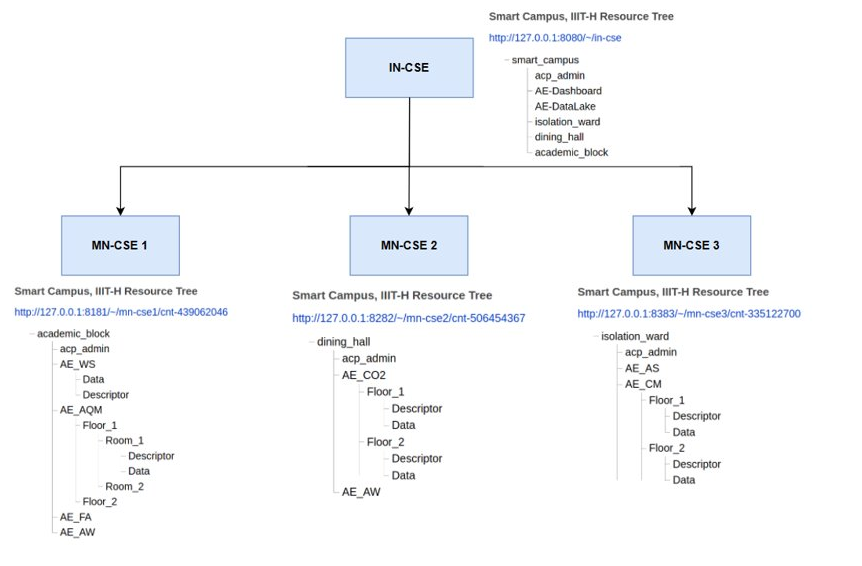 Smart Campus, IIIT-H Resource Tree
http://127.0.0.1:8080/~/in-cse
IN-CSE
smart_campus
acp_admin
AE-Dashboard
AE-DataLake
isolation_ward
dining_hall
academic_block
MN-CSE 1
MN-CSE 2
MN-CSE 3
Smart Campus, IIIT-H Resource Tree
http://127.0.0.1:8181/~/mn-cse1/cnt-439062046
academic_block
acp_admin
AE_WS
Data
Descriptor
AE_AQM
Floor_1
Room_1
Descriptor
Data
Room_2
Floor_2
AE_FA
AE_AW
Smart Campus, IIIT-H Resource Tree
http://127.0.0.1:8282/~/mn-cse2/cnt-506454367
dining_hall
acp_admin
AE_CO2
Floor_1
Descriptor
Data
Floor_2
Descriptor
Data
AE_AW
Smart Campus, IIIT-H Resource Tree
http://127.0.0.1:8383/~/mn-cse3/cnt-335122700
isolation_ward
acp_admin
AE_AS
AE_CM
Floor_1
Descriptor
Data
Floor_2
Descriptor
Data